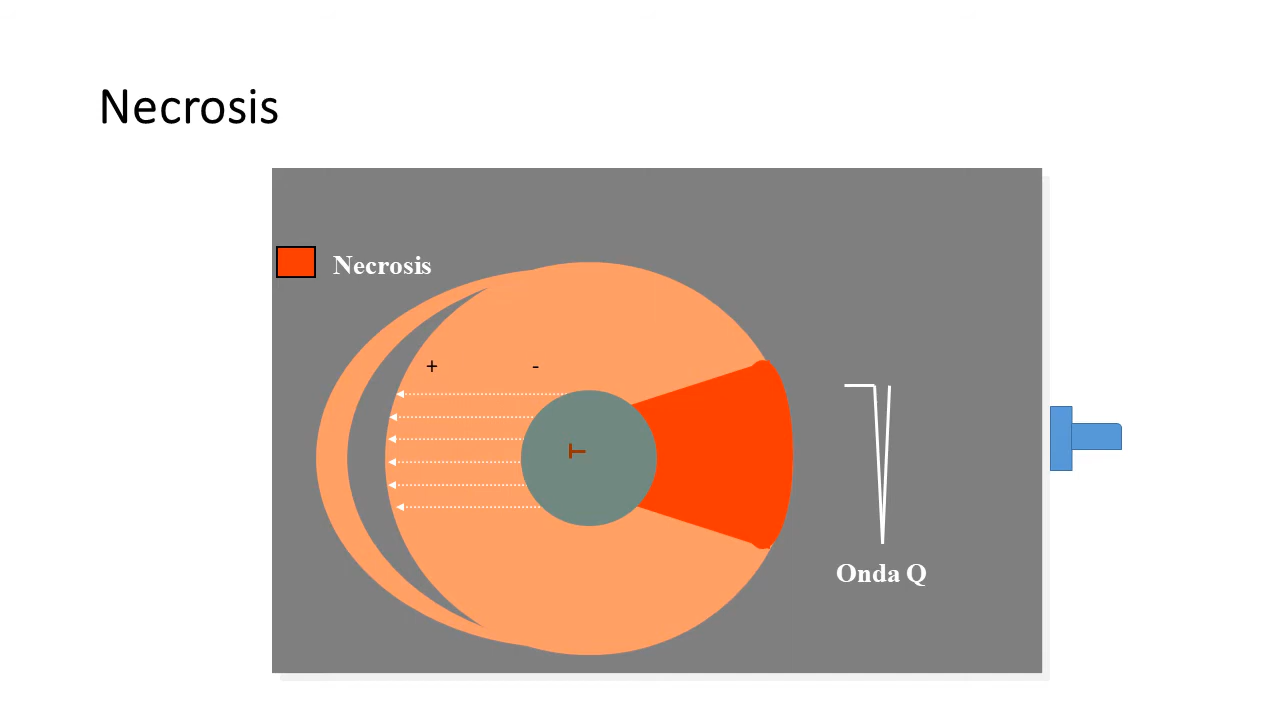 Necrosis
Necrosis
+ -
T
Onda Q